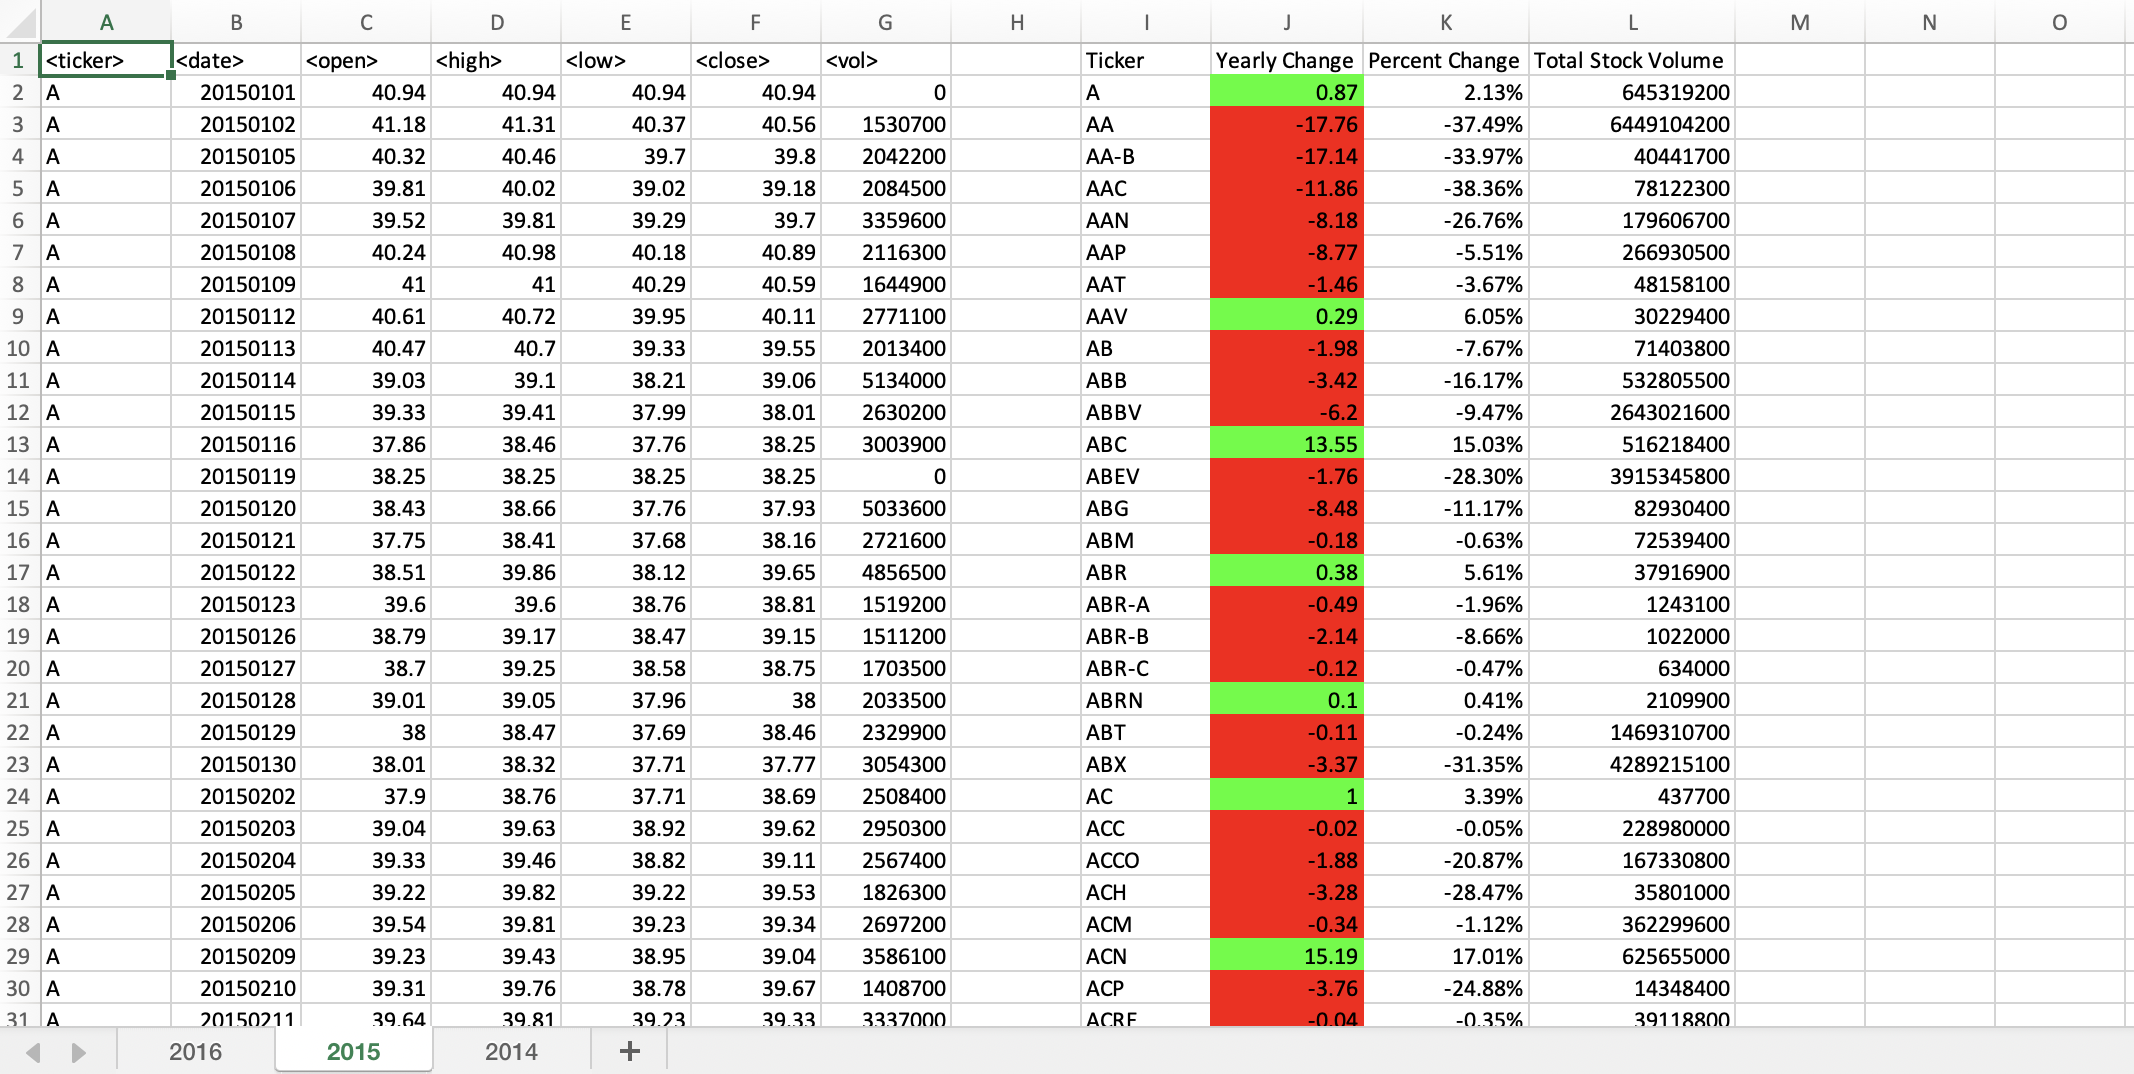 A B C D E F G H I J K L M N O
1 <ticker> <date> <open> <high> <low> <close> <vol> Ticker Yearly Change Percent Change Total Stock Volume
2 A 20150101 40.94 40.94 40.94 40.94 0 A 0.87 2.13% 645319200
3 A 20150102 41.18 41.31 40.37 40.56 1530700 AA -17.76 -37.49% 6449104200
4 A 20150105 40.32 40.46 39.7 39.8 2042200 AA-B -17.14 -33.97% 40441700
5 A 20150106 39.81 40.02 39.02 39.18 2084500 AAC -11.86 -38.36% 78122300
6 A 20150107 39.52 39.81 39.29 39.7 3359600 AAN -8.18 -26.76% 179606700
7 A 20150108 40.24 40.98 40.18 40.89 2116300 AAP -8.77 -5.51% 266930500
8 A 20150109 41 41 40.29 40.59 1644900 AAT -1.46 -3.67% 48158100
9 A 20150112 40.61 40.72 39.95 40.11 2771100 AAV 0.29 6.05% 30229400
10 A 20150113 40.47 40.7 39.33 39.55 2013400 AB -1.98 -7.67% 71403800
11 A 20150114 39.03 39.1 38.21 39.06 5134000 ABB -3.42 -16.17% 532805500
12 A 20150115 39.33 39.41 37.99 38.01 2630200 ABBV -6.2 -9.47% 2643021600
13 A 20150116 37.86 38.46 37.76 38.25 3003900 ABC 13.55 15.03% 516218400
14 A 20150119 38.25 38.25 38.25 38.25 0 ABEV -1.76 -28.30% 3915345800
15 A 20150120 38.43 38.66 37.76 37.93 5033600 ABG -8.48 -11.17% 82930400
16 A 20150121 37.75 38.41 37.68 38.16 2721600 ABM -0.18 -0.63% 72539400
17 A 20150122 38.51 39.86 38.12 39.65 4856500 ABR 0.38 5.61% 37916900
18 A 20150123 39.6 39.6 38.76 38.81 1519200 ABR-A -0.49 -1.96% 1243100
19 A 20150126 38.79 39.17 38.47 39.15 1511200 ABR-B -2.14 -8.66% 1022000
20 A 20150127 38.7 39.25 38.58 38.75 1703500 ABR-C -0.12 -0.47% 634000
21 A 20150128 39.01 39.05 37.96 38 2033500 ABRN 0.1 0.41% 2109900
22 A 20150129 38 38.47 37.69 38.46 2329900 ABT -0.11 -0.24% 1469310700
23 A 20150130 38.01 38.32 37.71 37.77 3054300 ABX -3.37 -31.35% 4289215100
24 A 20150202 37.9 38.76 37.71 38.69 2508400 AC 1 3.39% 437700
25 A 20150203 39.04 39.63 38.92 39.62 2950300 ACC -0.02 -0.05% 228980000
26 A 20150204 39.33 39.46 38.82 39.11 2567400 ACCO -1.88 -20.87% 167330800
27 A 20150205 39.22 39.82 39.22 39.53 1826300 ACH -3.28 -28.47% 35801000
28 A 20150206 39.54 39.81 39.23 39.34 2697200 ACM -0.34 -1.12% 362299600
29 A 20150209 39.23 39.43 38.95 39.04 3586100 ACN 15.19 17.01% 625655000
30 A 20150210 39.31 39.76 38.78 39.67 1408700 ACP -3.76 -24.88% 14348400
31 A 20150211 39.64 39.81 39.23 39.33 3337000 ACRE -0.04 -0.35% 39118800
2016 2015 2014 +